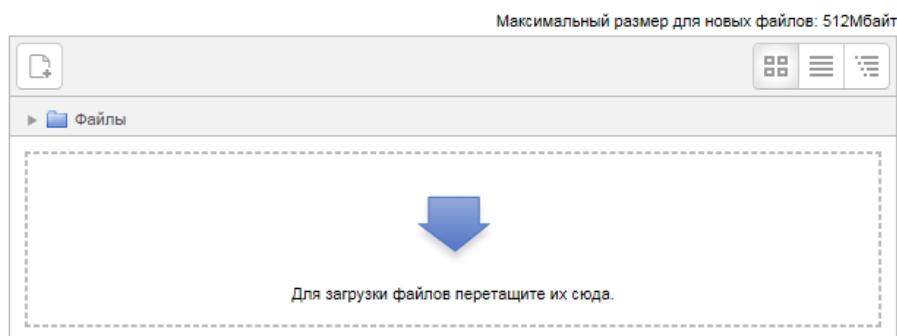 Максимальный размер для новых файлов: 512Мбайт
Файлы
Для загрузки файлов перетащите их сюда.